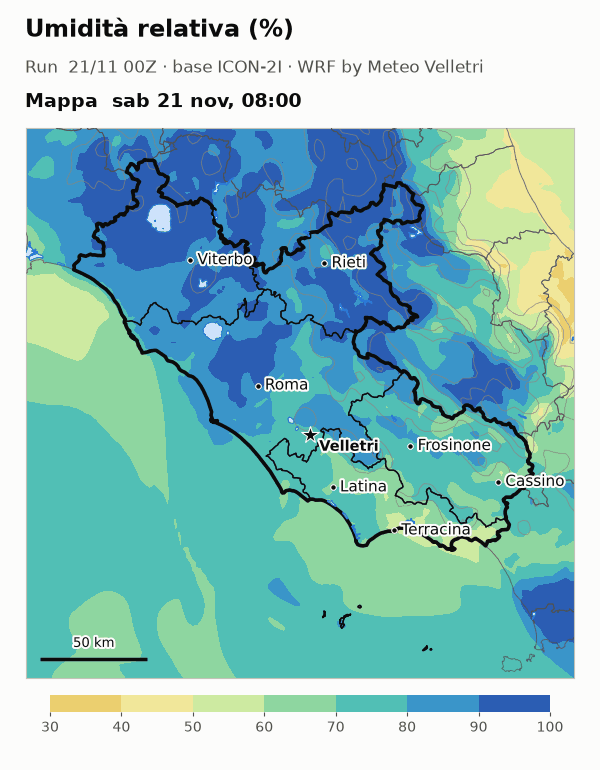 Umidità relativa (%)
Run  21/11 00Z · base ICON-2I · WRF by Meteo Velletri
Mappa  sab 21 nov, 08:00
Viterbo
Rieti
Roma
Velletri
Frosinone
Latina
Cassino
Terracina
50 km
30 40 50 60 70 80 90 100